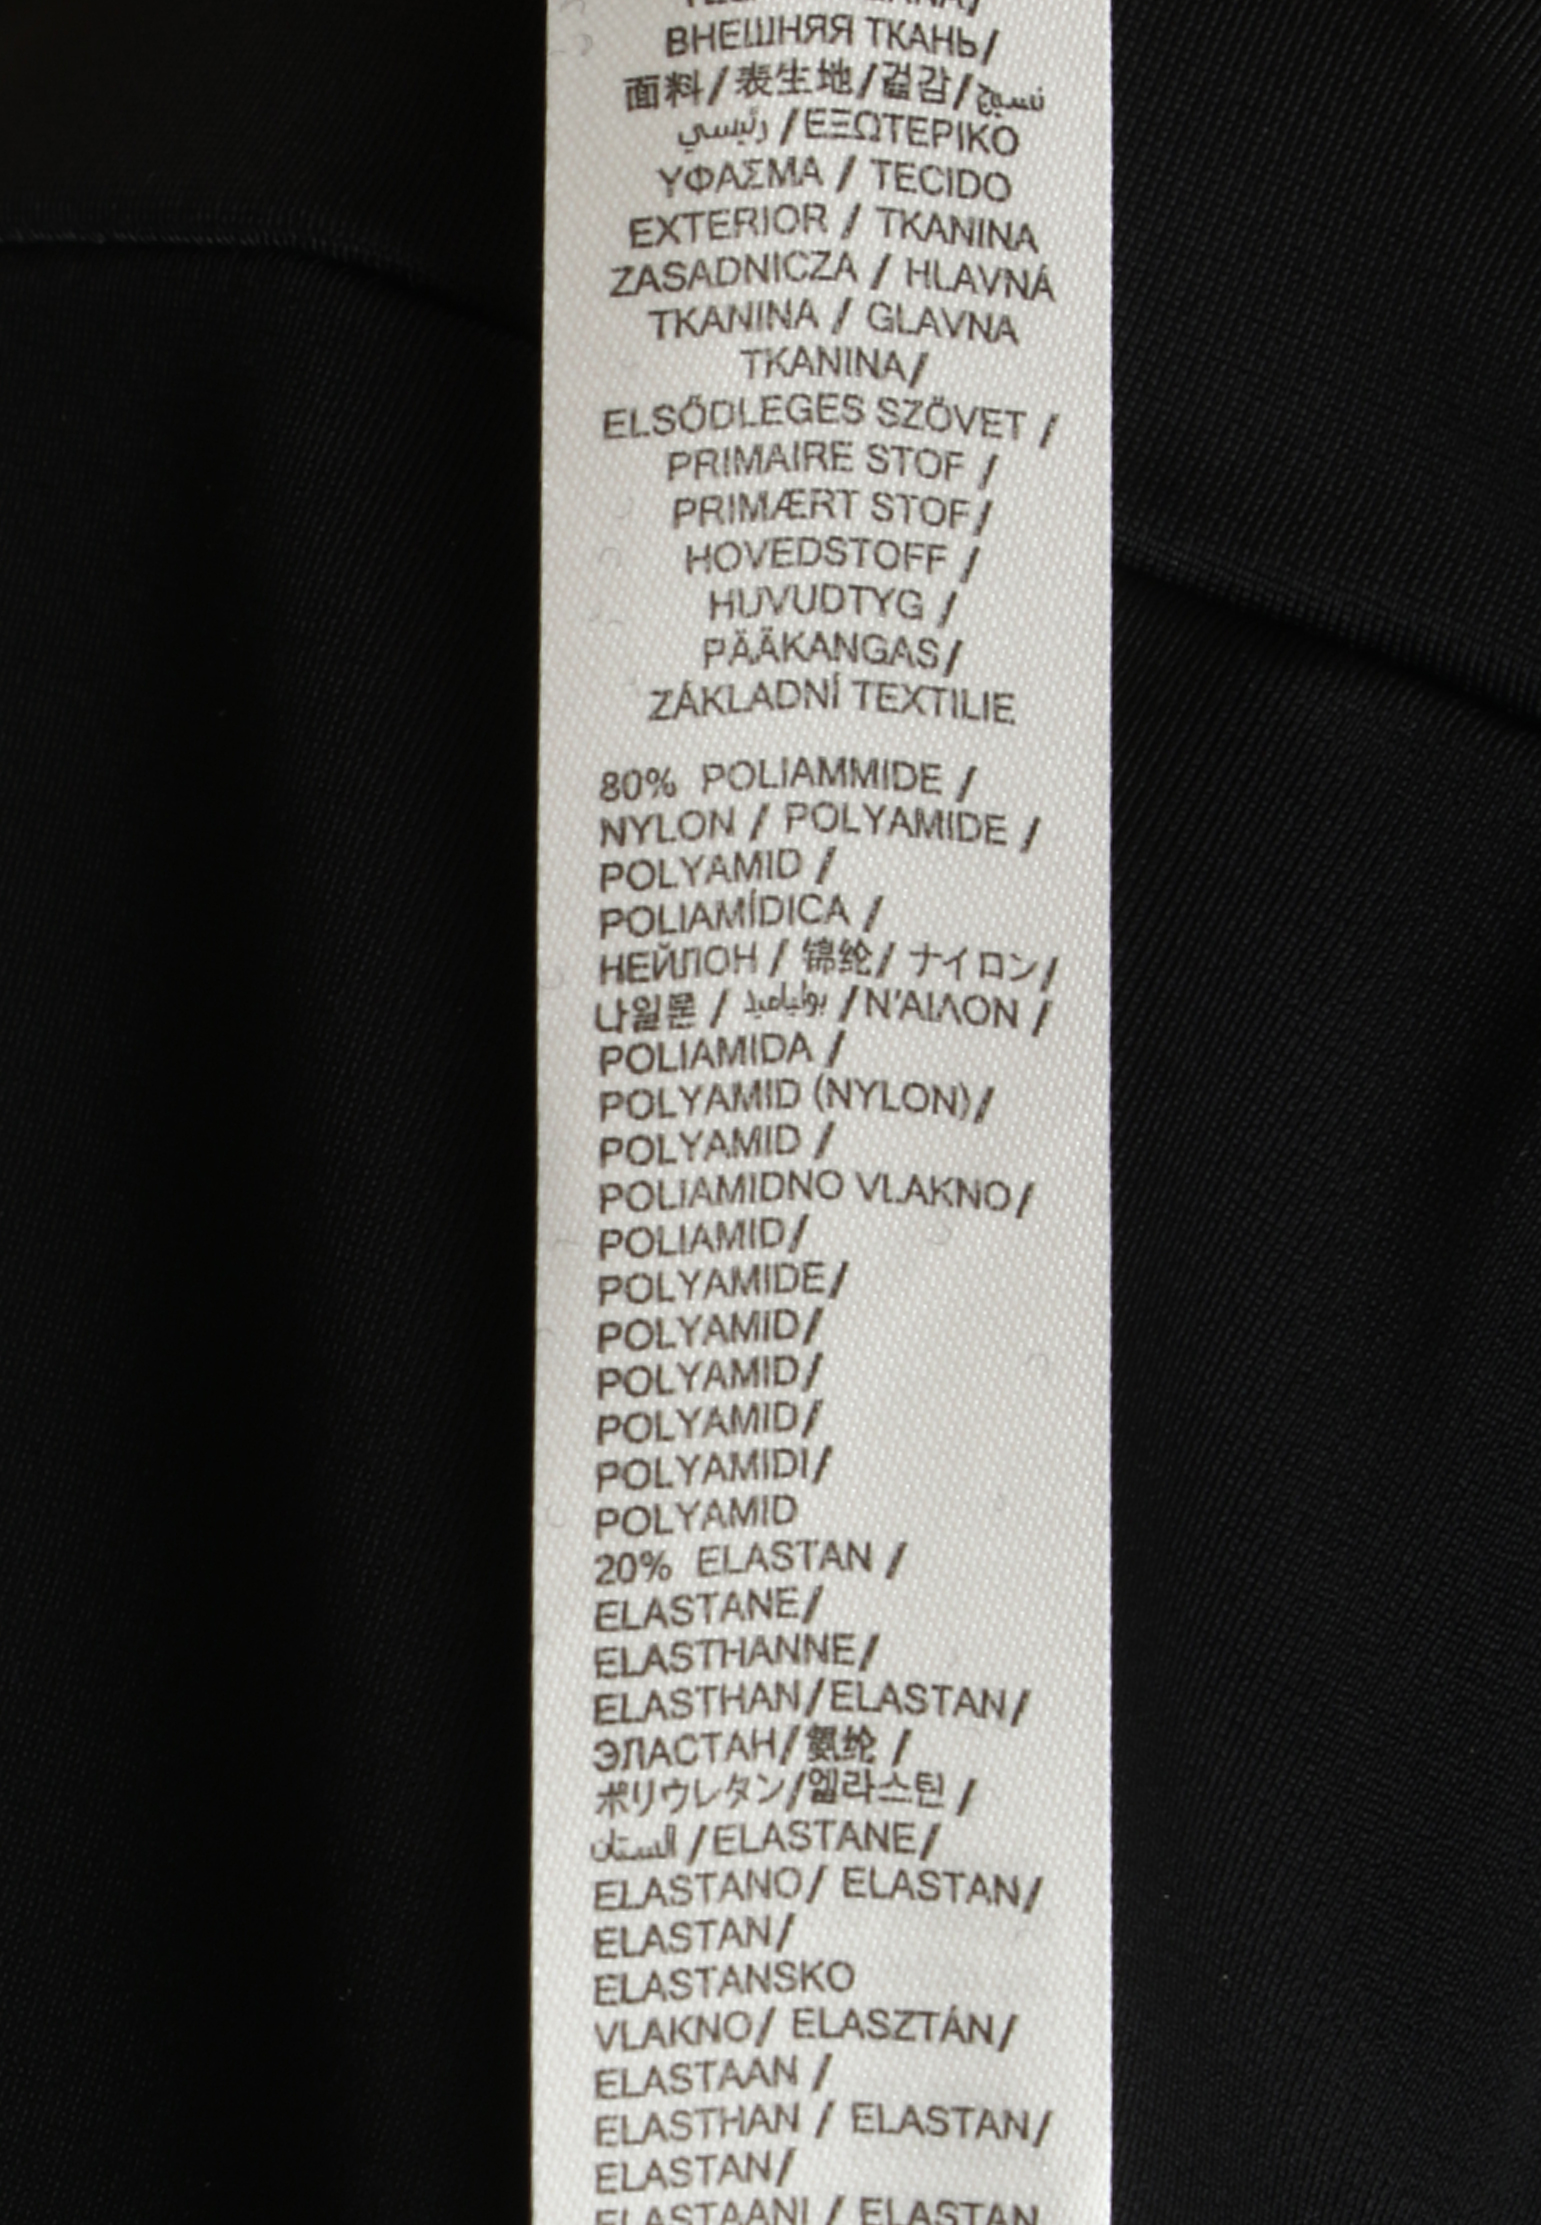 ВНЕШНЯЯ ТКАНЬ/
面料/表生地/겉감/نسيج
رئيسي /ΕΞΩΤΕΡΙΚΟ
ΥΦΑΣΜΑ / TECIDO
EXTERIOR / TKANINA
ZASADNICZA / HLAVNÁ
TKANINA / GLAVNA
TKANINA/
ELSŐDLEGES SZÖVET /
PRIMAIRE STOF /
PRIMÆRT STOF/
HOVEDSTOFF /
HUVUDTYG /
PÄÄKANGAS/
ZÁKLADNÍ TEXTILIE
80% POLIAMMIDE /
NYLON / POLYAMIDE /
POLYAMID /
POLIAMÍDICA /
НЕЙЛОН / 锦纶/ ナイロン/
나일론 / بولياميد /Ν'ΑΙΛΟΝ /
POLIAMIDA /
POLYAMID (NYLON)/
POLYAMID /
POLIAMIDNO VLAKNO/
POLIAMID/
POLYAMIDE/
POLYAMID/
POLYAMID/
POLYAMID/
POLYAMIDI/
POLYAMID
20% ELASTAN /
ELASTANE/
ELASTHANNE/
ELASTHAN/ELASTAN/
ЭЛАСТАН/氨纶 /
ポリウレタン/엘라스틴 /
الستان /ELASTANE/
ELASTANO/ ELASTAN/
ELASTAN/
ELASTANSKO
VLAKNO/ ELASZTÁN/
ELASTAAN /
ELASTHAN / ELASTAN/
ELASTAN/
ELASTAANI / ELASTAN